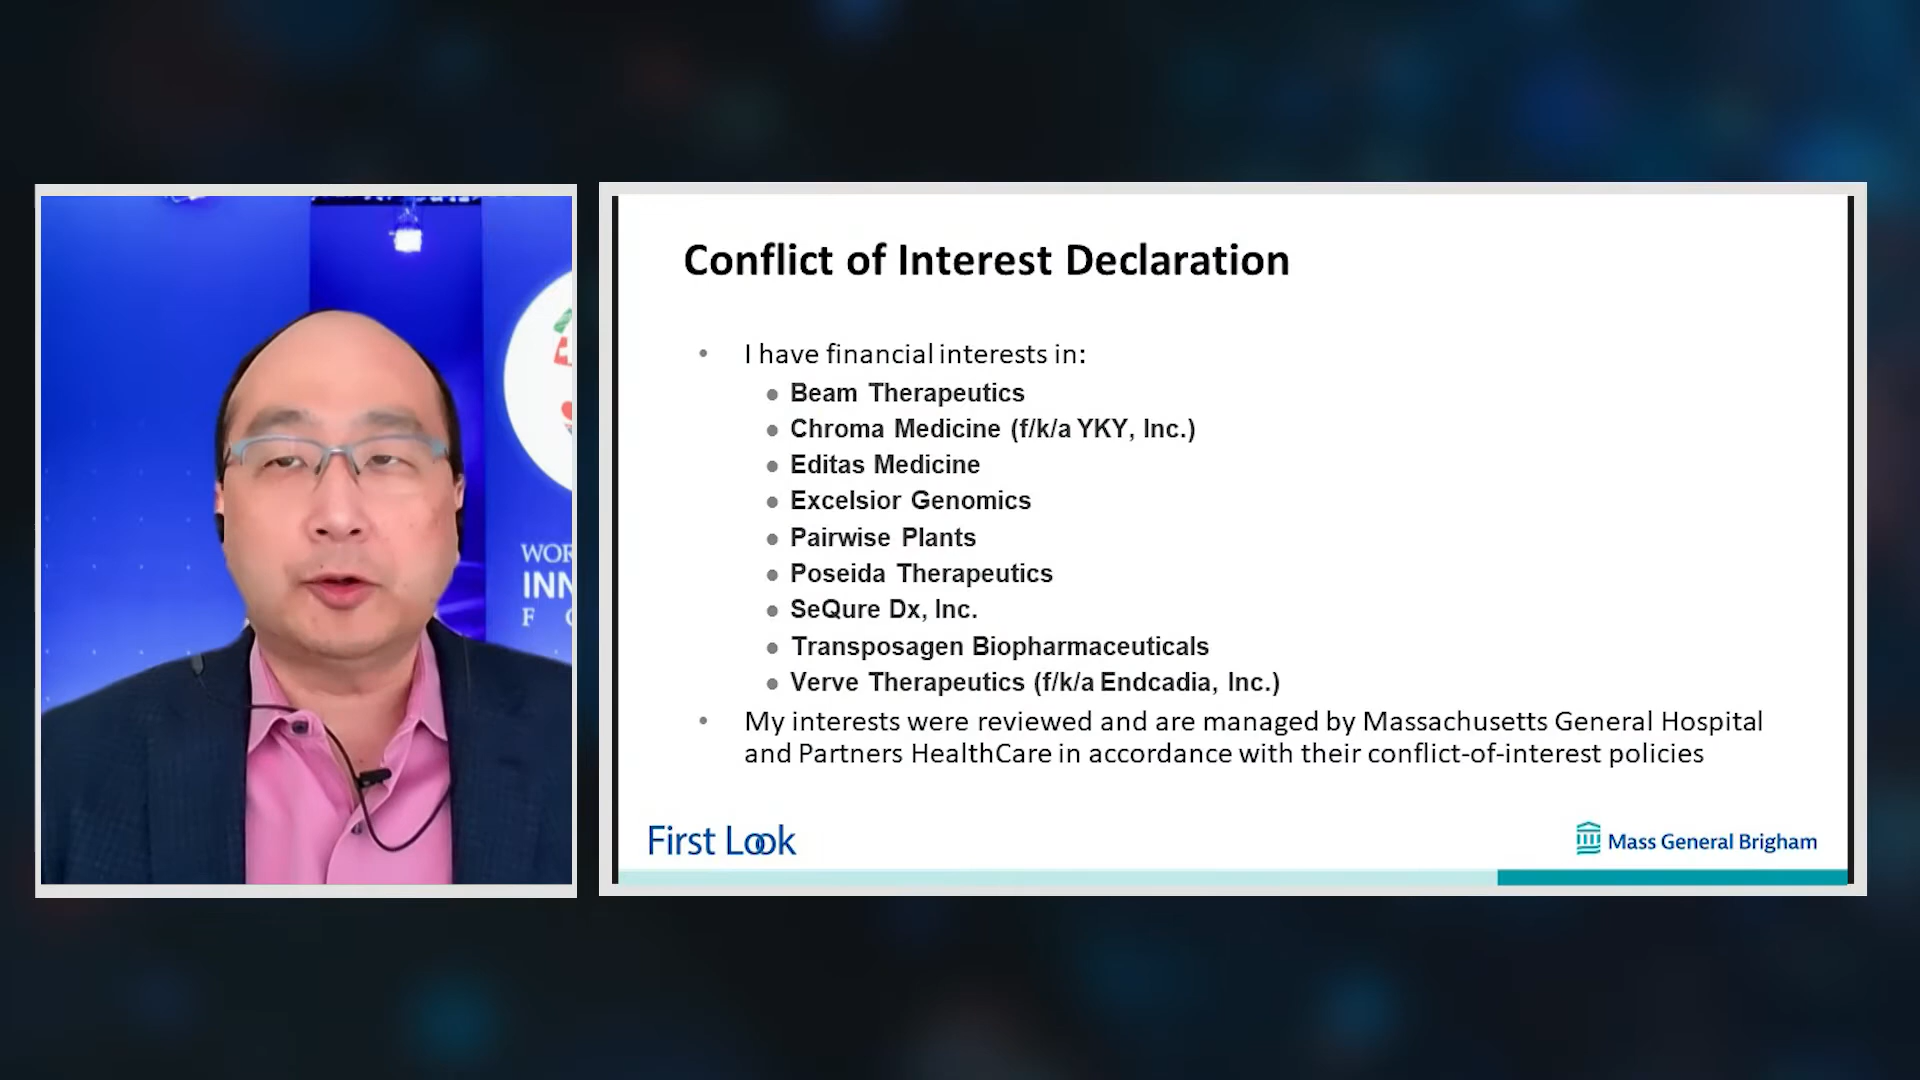 WOR
INN
F O
Conflict of Interest Declaration
• I have financial interests in:
● Beam Therapeutics
● Chroma Medicine (f/k/a YKY, Inc.)
● Editas Medicine
● Excelsior Genomics
● Pairwise Plants
● Poseida Therapeutics
● SeQure Dx, Inc.
● Transposagen Biopharmaceuticals
● Verve Therapeutics (f/k/a Endcadia, Inc.)
• My interests were reviewed and are managed by Massachusetts General Hospital
and Partners HealthCare in accordance with their conflict-of-interest policies
First Look
Mass General Brigham